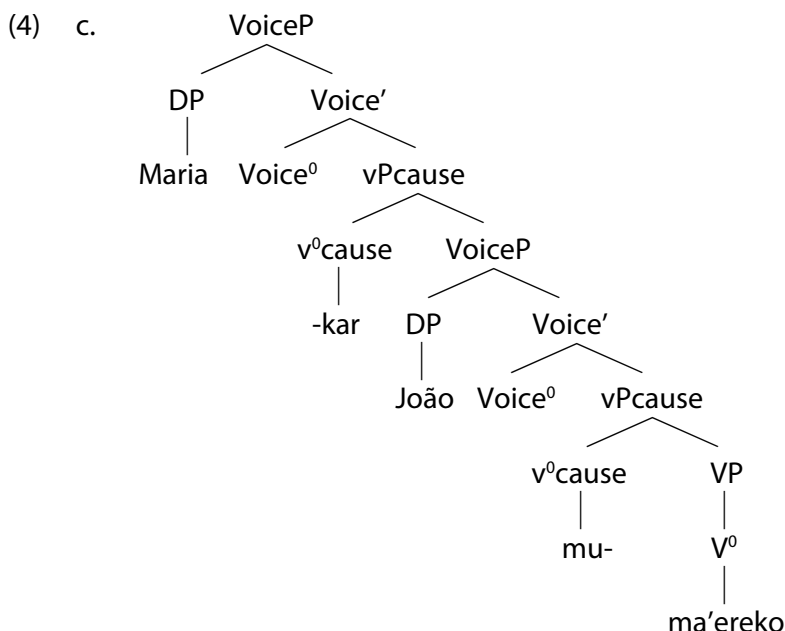 (4) c. VoiceP
DP Voice′
Maria Voice⁰ vPcause
v⁰cause VoiceP
-kar DP Voice′
João Voice⁰ vPcause
v⁰cause VP
mu- V⁰
ma’ereko